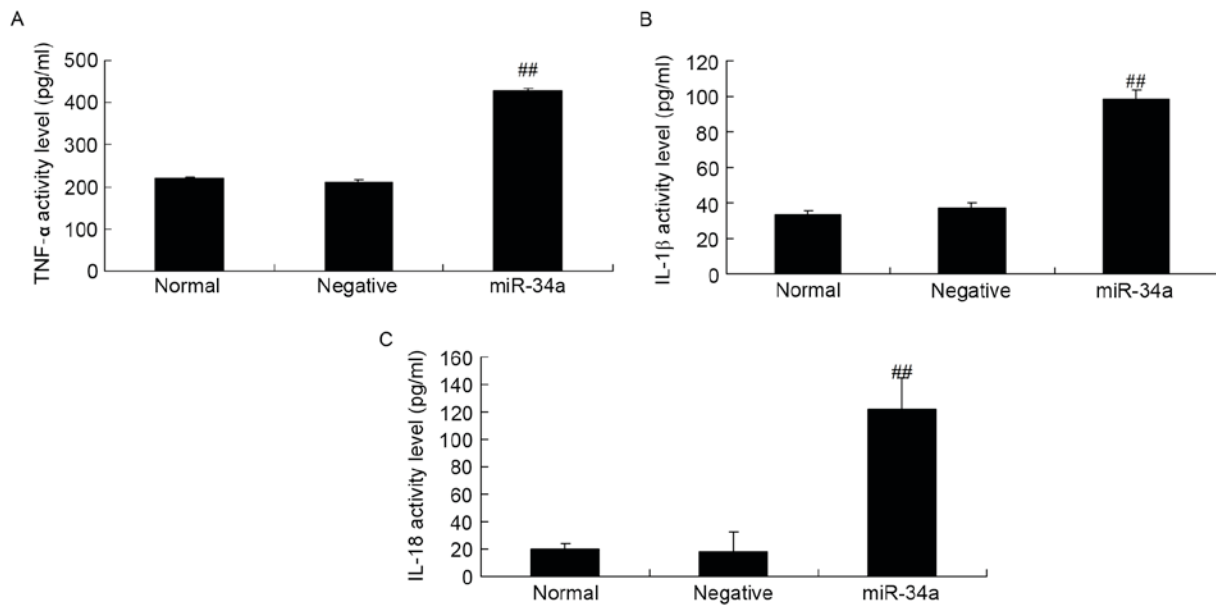 A
TNF-α activity level (pg/ml)
500
400
300
200
100
0
##
Normal Negative miR-34a
B
IL-1β activity level (pg/ml)
120
100
80
60
40
20
0
##
Normal Negative miR-34a
C
IL-18 activity level (pg/ml)
160
140
120
100
80
60
40
20
0
##
Normal Negative miR-34a